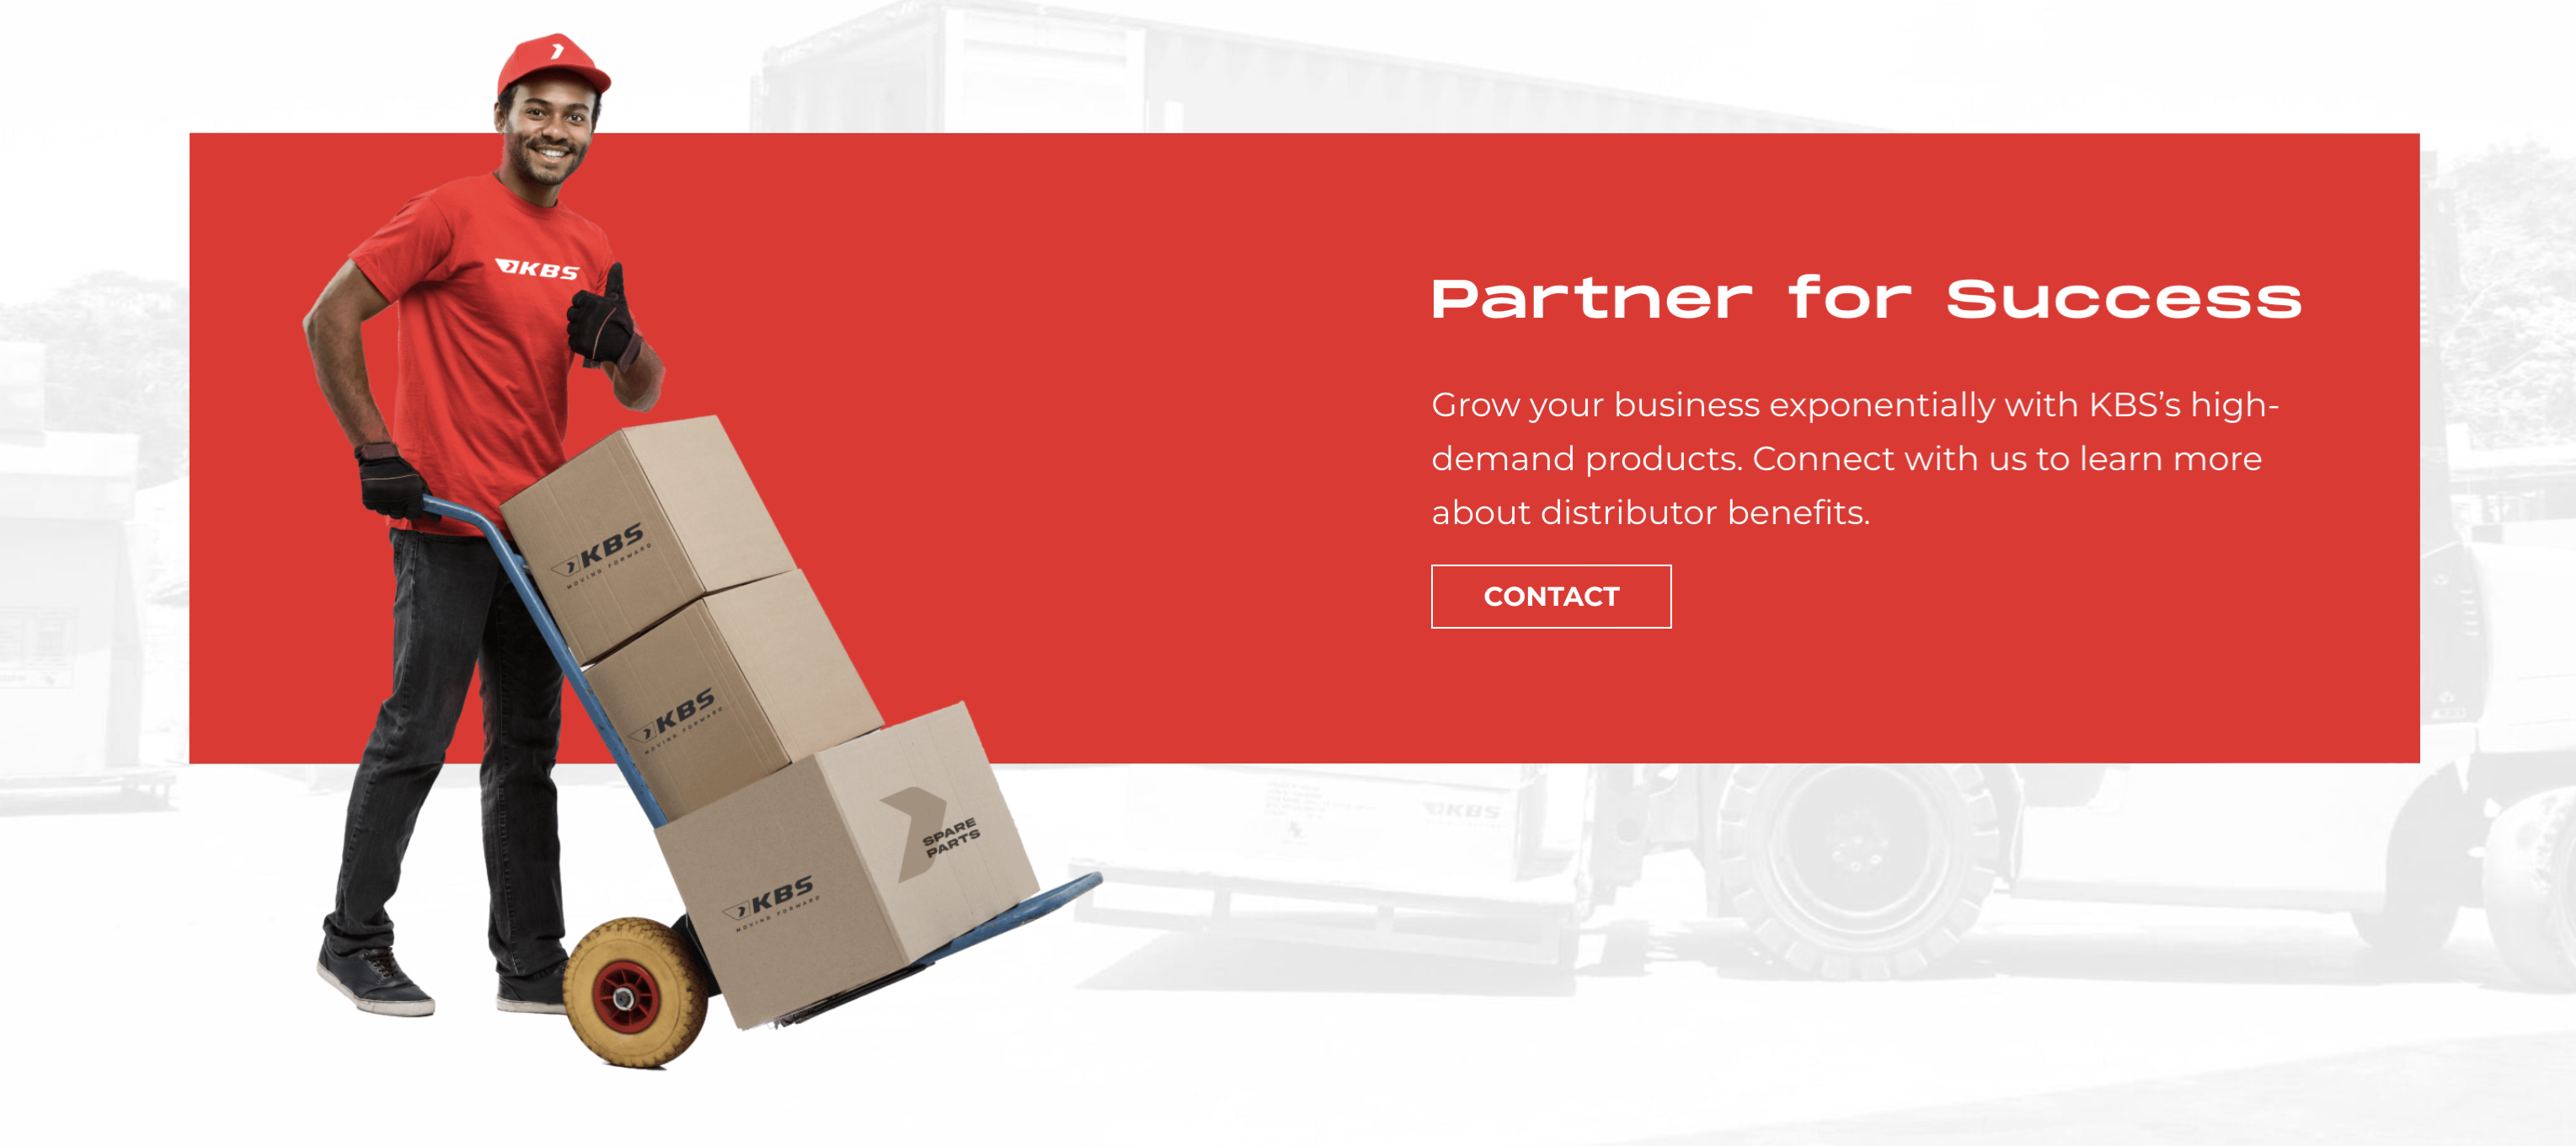 KBS
Partner for Success
Grow your business exponentially with KBS’s high-
demand products. Connect with us to learn more
about distributor benefits.
CONTACT
KBS
MOVING FORWARD
KBS
MOVING FORWARD
KBS
MOVING FORWARD
SPARE
PARTS
KBS